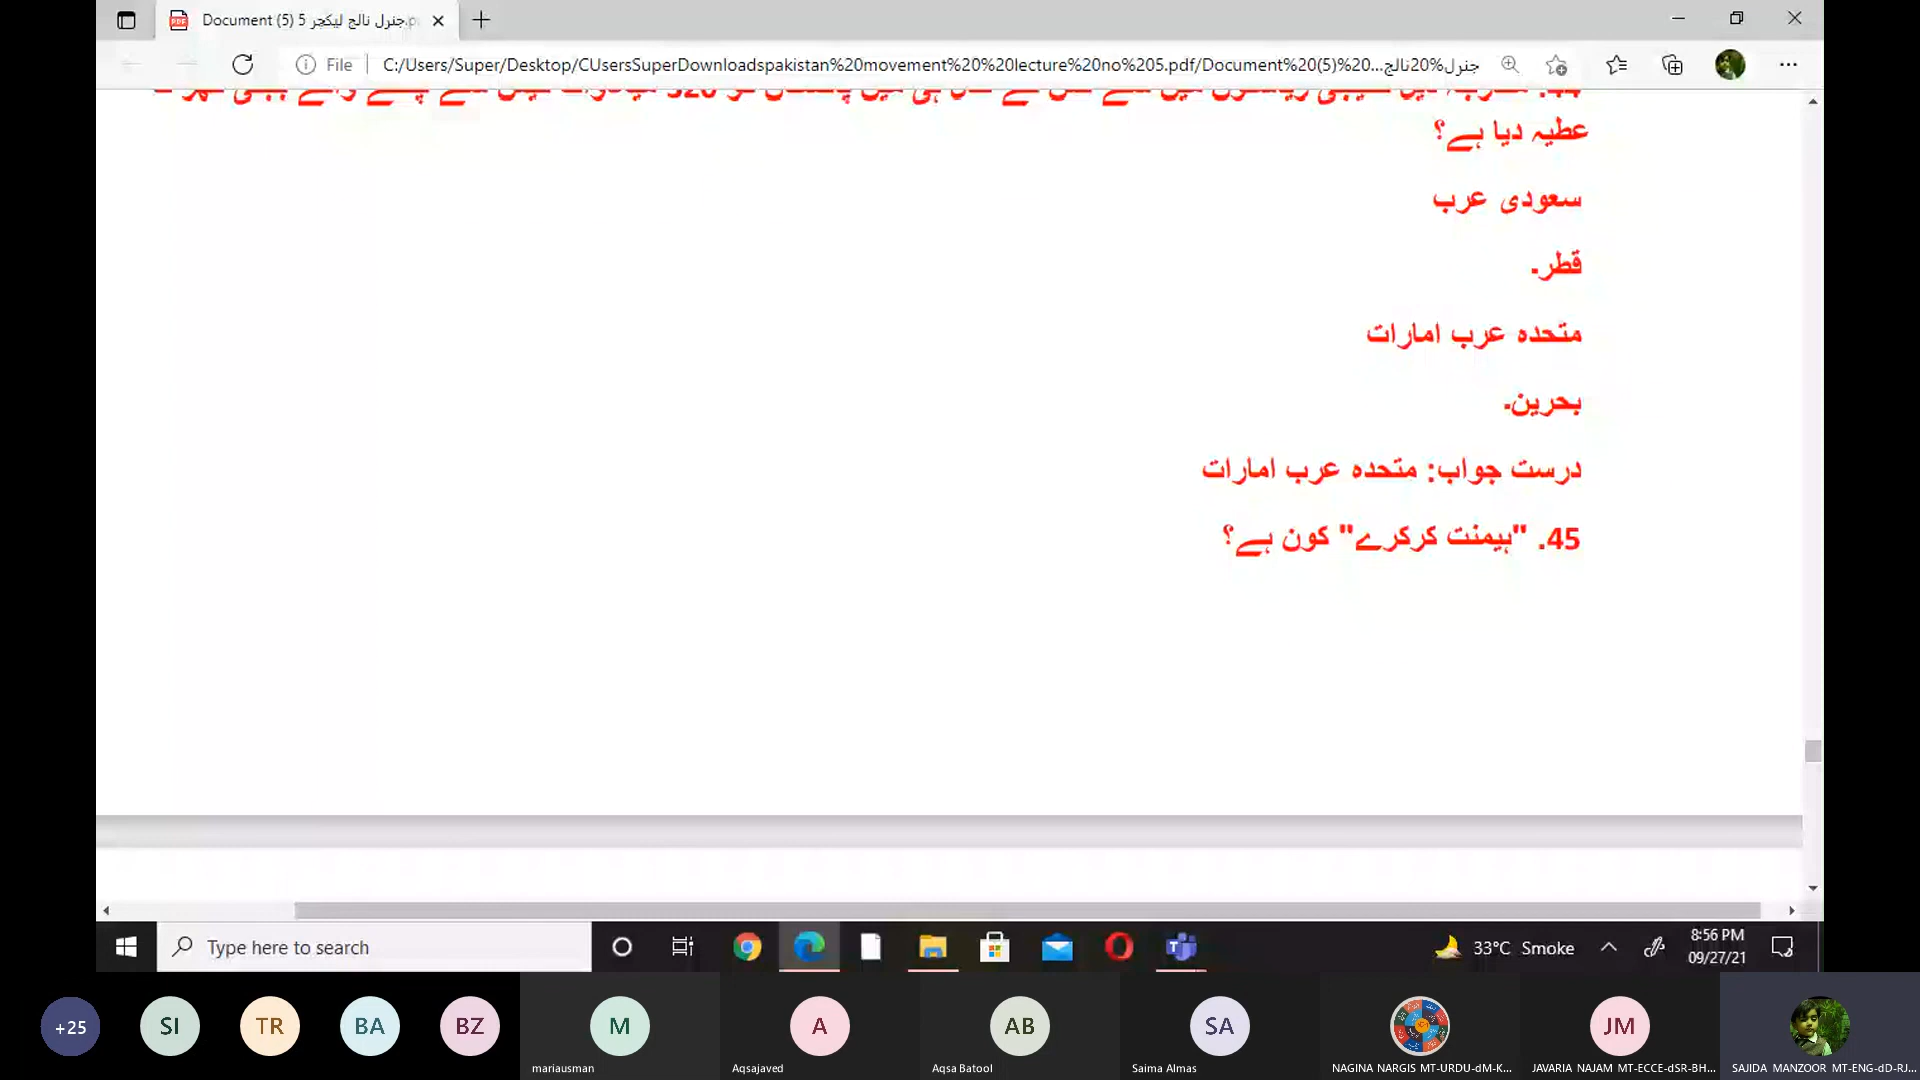 Document (5) جنرل نالج لیکچر 5.p
File
C:/Users/Super/Desktop/CUsersSuperDownloadspakistan%20movement%20%20lecture%20no%205.pdf/Document%20(5)%20...جنرل%20نالج
عطیہ دیا ہے؟
سعودی عرب
قطر۔
متحدہ عرب امارات
بحرین۔
درست جواب: متحدہ عرب امارات
45. "ہیمنت کرکرے" کون ہے؟
Type here to search
33°C Smoke
8:56 PM
09/27/21
+25
SI
TR
BA
BZ
M
A
AB
SA
JM
mariausman
Aqsajaved
Aqsa Batool
Saima Almas
NAGINA NARGIS MT-URDU-dM-K...
JAVARIA NAJAM MT-ECCE-dSR-BH...
SAJIDA MANZOOR MT-ENG-dD-RJ...